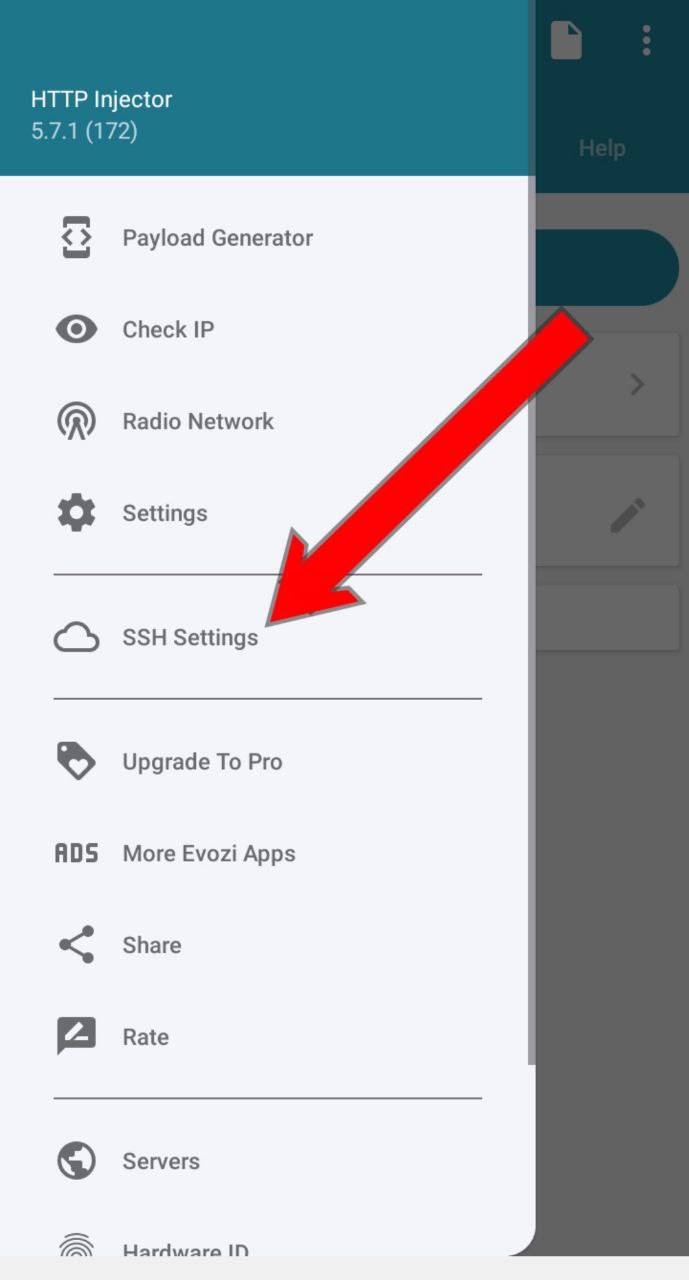 HTTP Injector
5.7.1 (172)
Help
Payload Generator
Check IP
Radio Network
Settings
SSH Settings
Upgrade To Pro
ADS More Evozi Apps
Share
Rate
Servers
Hardware ID